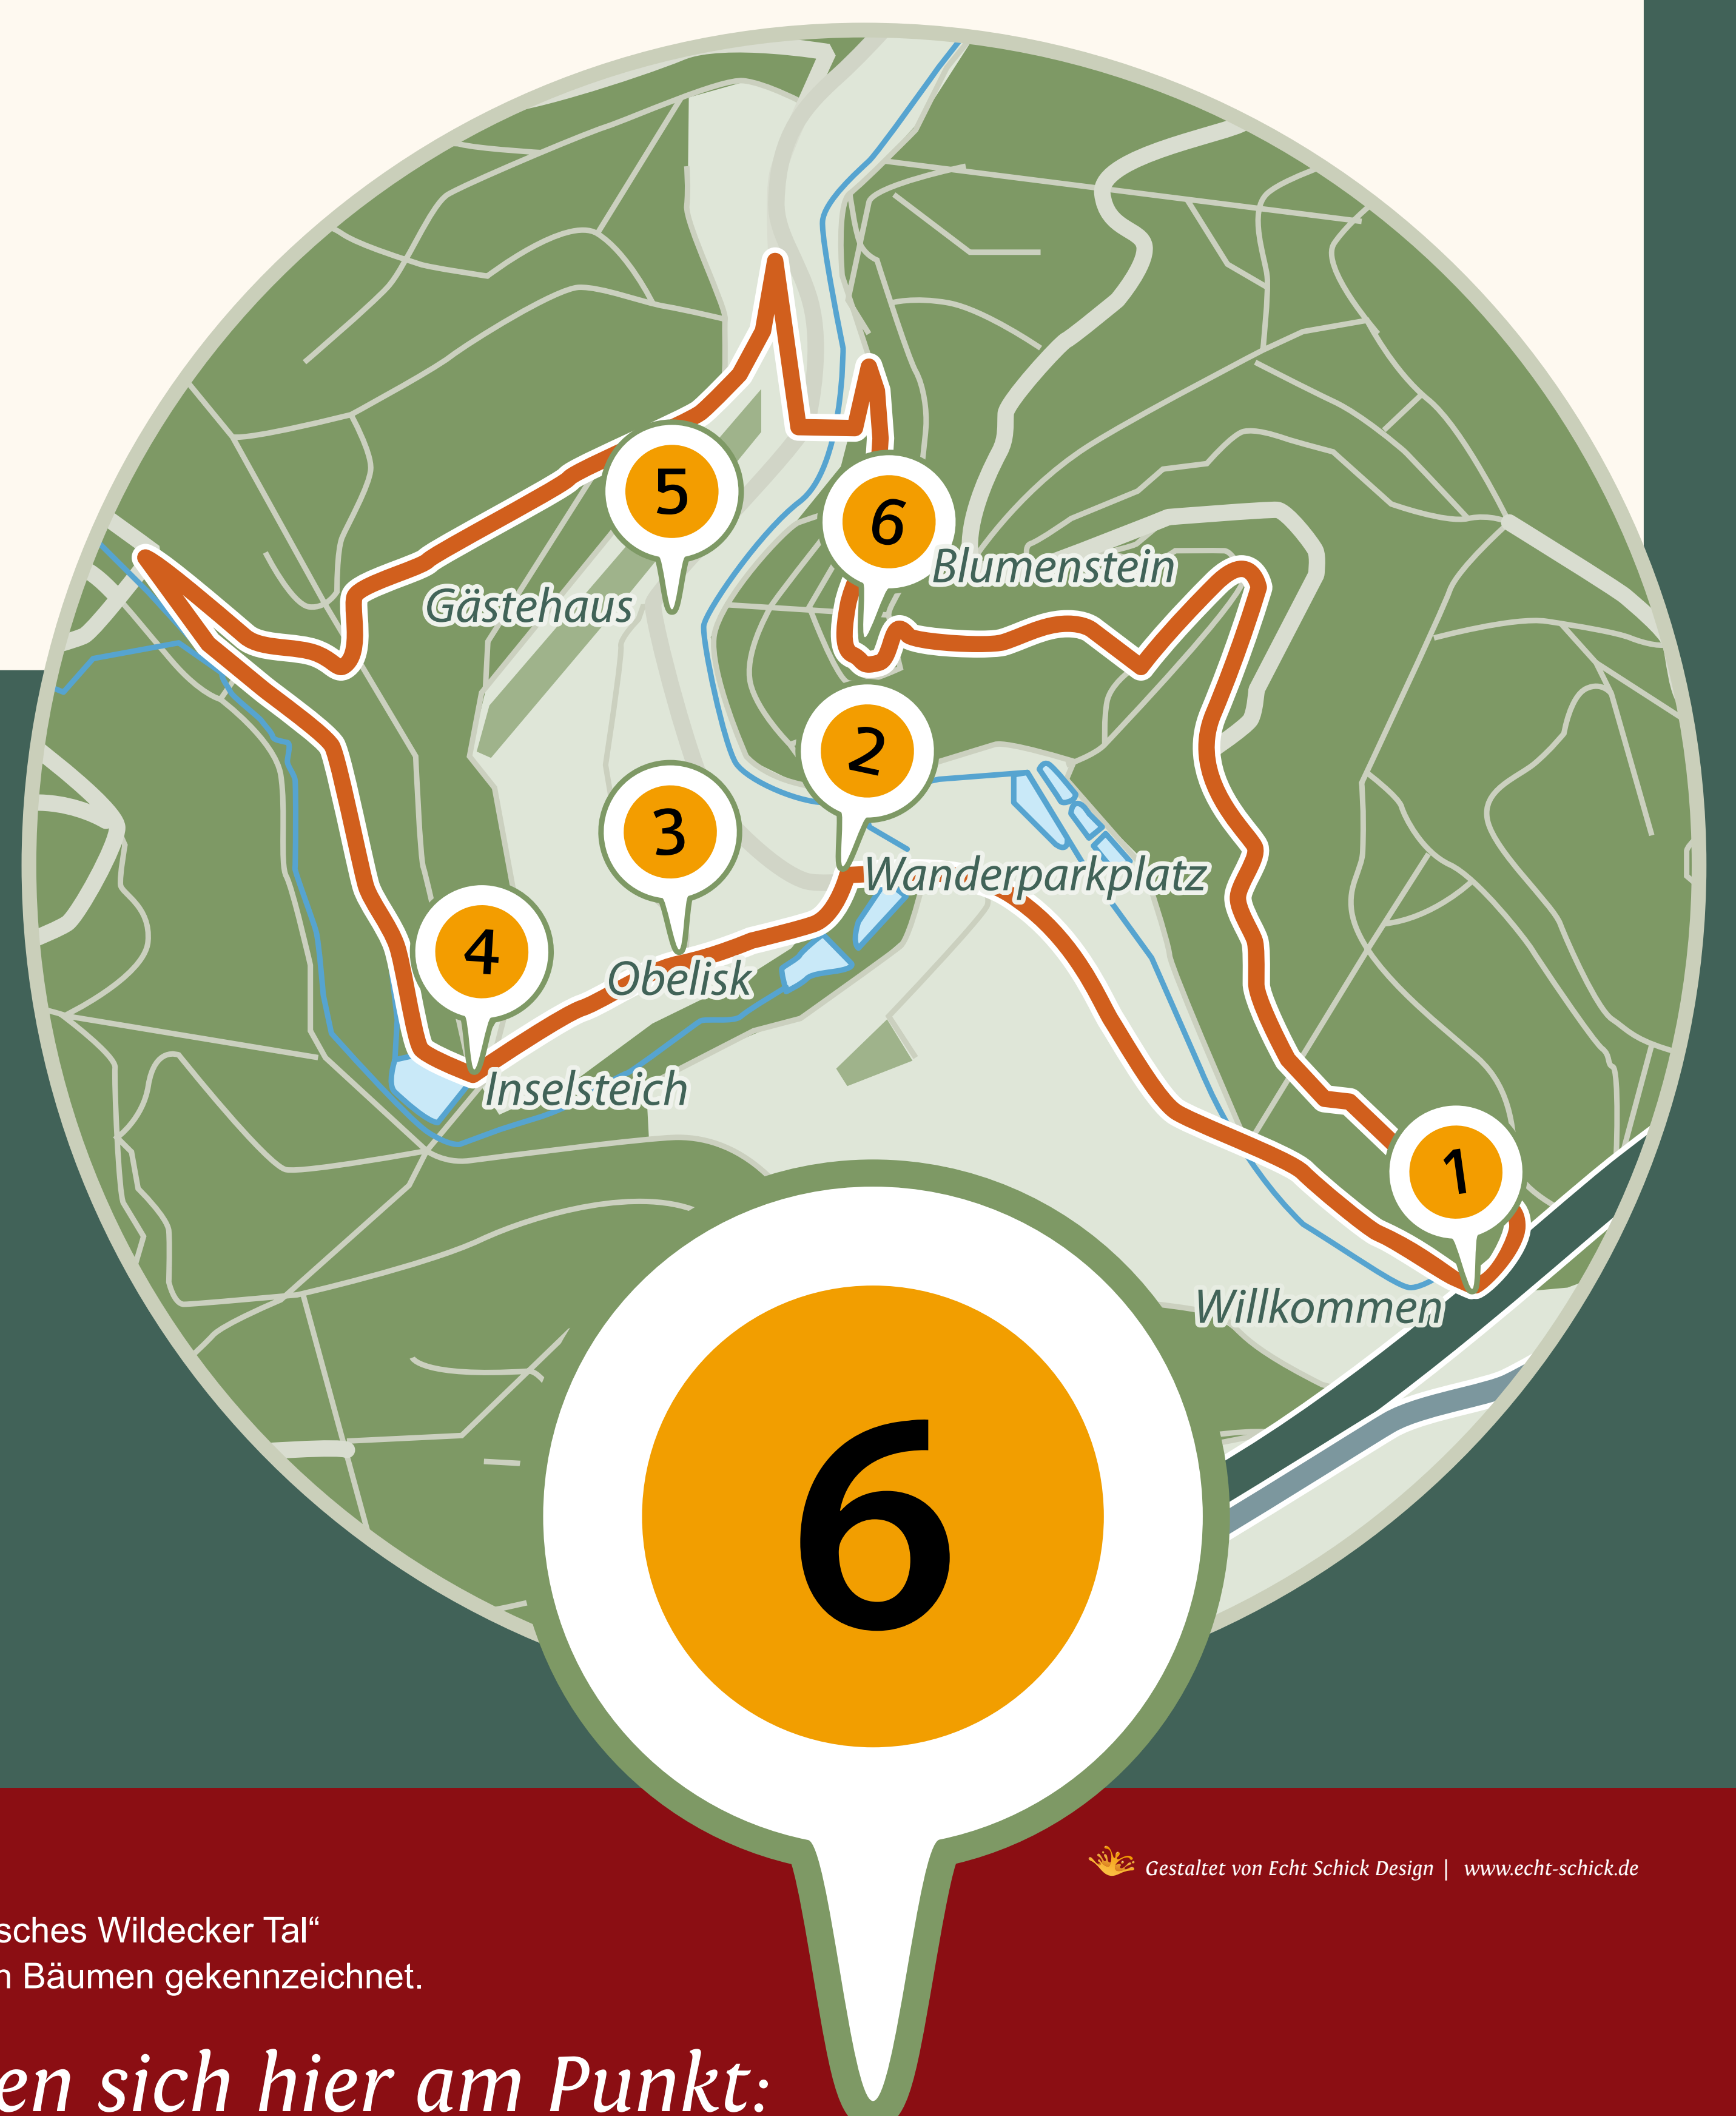 5
6
Blumenstein
Gästehaus
2
3
Wanderparkplatz
4
Obelisk
Inselsteich
1
Willkommen
6
Gestaltet von Echt Schick Design | www.echt-schick.de
sches Wildecker Tal“
n Bäumen gekennzeichnet.
en sich hier am Punkt: